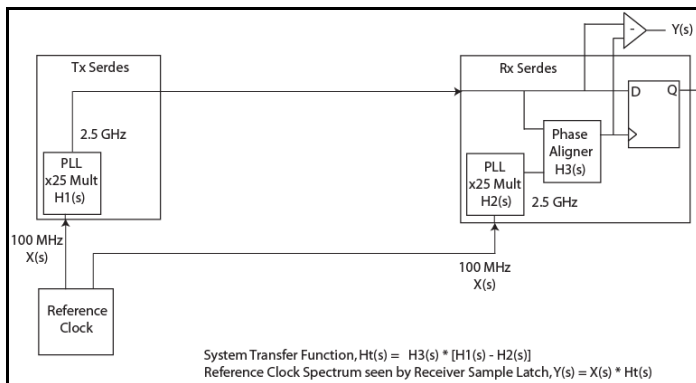 -
Y(s)
Tx Serdes
Rx Serdes
D
Q
2.5 GHz
Phase
Aligner
H3(s)
PLL
x25 Mult
H1(s)
PLL
x25 Mult
H2(s)
2.5 GHz
100 MHz
X(s)
100 MHz
X(s)
Reference
Clock
System Transfer Function, Ht(s) = H3(s) * [H1(s) - H2(s)]
Reference Clock Spectrum seen by Receiver Sample Latch, Y(s) = X(s) * Ht(s)